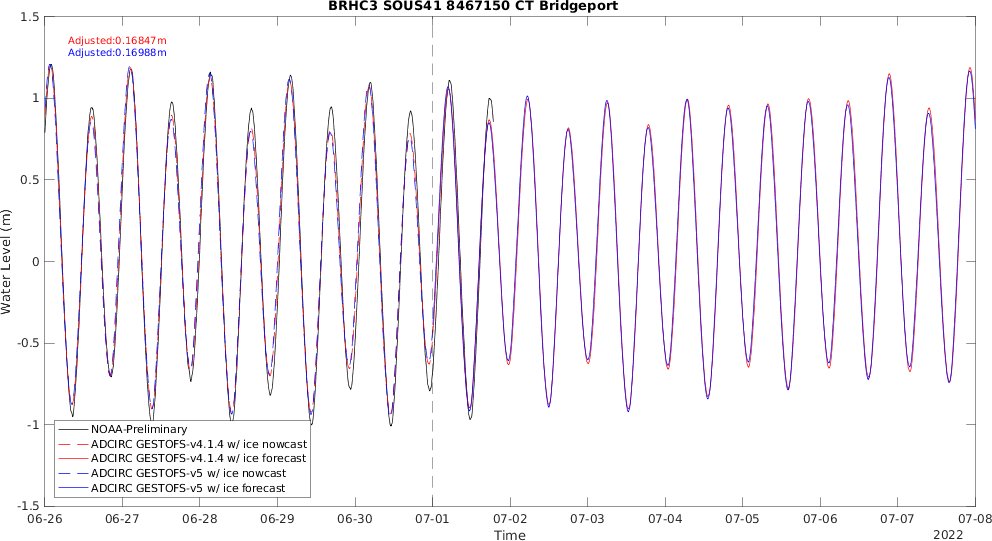 BRHC3 SOUS41 8467150 CT Bridgeport
Adjusted:0.16847m
Adjusted:0.16988m
Water Level (m)
1.5
1
0.5
0
-0.5
-1
-1.5
NOAA-Preliminary
ADCIRC GESTOFS-v4.1.4 w/ ice nowcast
ADCIRC GESTOFS-v4.1.4 w/ ice forecast
ADCIRC GESTOFS-v5 w/ ice nowcast
ADCIRC GESTOFS-v5 w/ ice forecast
06-26 06-27 06-28 06-29 06-30 07-01 07-02 07-03 07-04 07-05 07-06 07-07 07-08
Time
2022